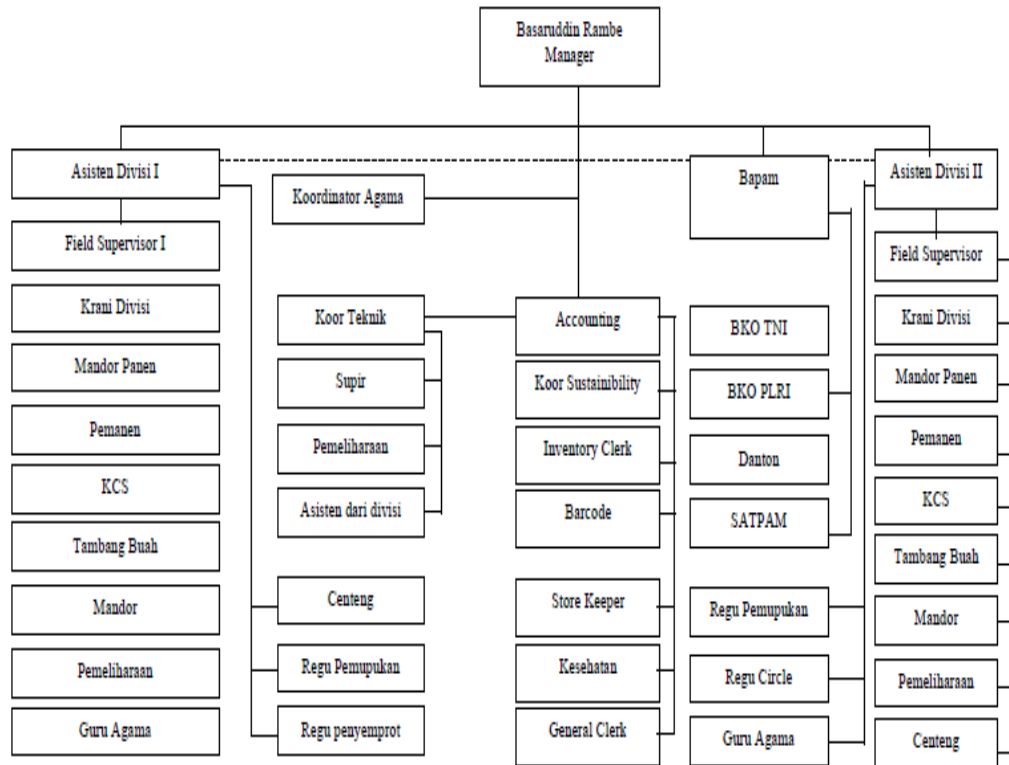 Basaruddin Rambe
Manager
Asisten Divisi I
Koordinator Agama
Bapam
Asisten Divisi II
Field Supervisor I
Field Supervisor
Krani Divisi
Koor Teknik
Accounting
BKO TNI
Krani Divisi
Mandor Panen
Supir
Koor Sustainibility
BKO PLRI
Mandor Panen
Pemanen
Pemeliharaan
Inventory Clerk
Danton
Pemanen
KCS
Asisten dari divisi
Barcode
SATPAM
KCS
Tambang Buah
Tambang Buah
Mandor
Centeng
Store Keeper
Regu Pemupukan
Mandor
Pemeliharaan
Regu Pemupukan
Kesehatan
Regu Circle
Pemeliharaan
Guru Agama
Regu penyemprot
General Clerk
Guru Agama
Centeng